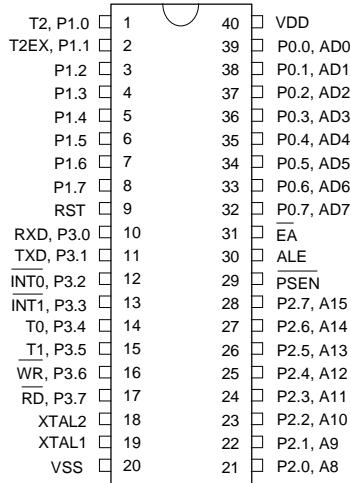 T2, P1.0 1 40 VDD
T2EX, P1.1 2 39 P0.0, AD0
P1.2 3 38 P0.1, AD1
P1.3 4 37 P0.2, AD2
P1.4 5 36 P0.3, AD3
P1.5 6 35 P0.4, AD4
P1.6 7 34 P0.5, AD5
P1.7 8 33 P0.6, AD6
RST 9 32 P0.7, AD7
RXD, P3.0 10 31 EA
TXD, P3.1 11 30 ALE
INT0, P3.2 12 29 PSEN
INT1, P3.3 13 28 P2.7, A15
T0, P3.4 14 27 P2.6, A14
T1, P3.5 15 26 P2.5, A13
WR, P3.6 16 25 P2.4, A12
RD, P3.7 17 24 P2.3, A11
XTAL2 18 23 P2.2, A10
XTAL1 19 22 P2.1, A9
VSS 20 21 P2.0, A8